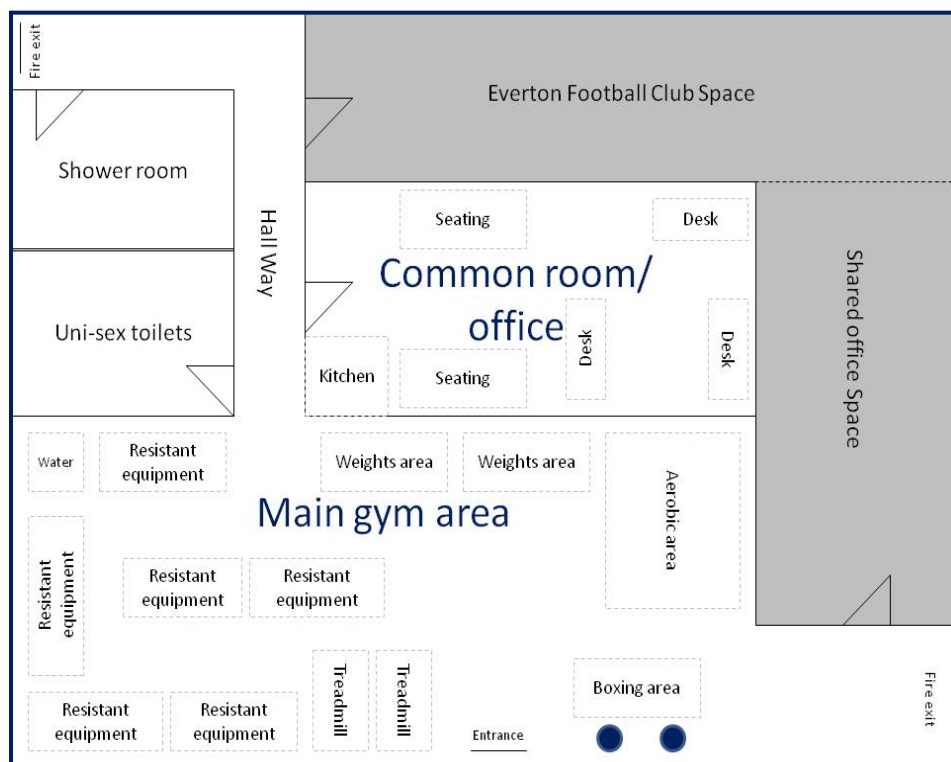 Fire exit
Everton Football Club Space
Shower room
Hall Way
Seating
Desk
Common room/
office
Shared office Space
Uni-sex toilets
Desk
Desk
Kitchen
Seating
Water
Resistant
equipment
Weights area
Weights area
Aerobic area
Main gym area
Resistant
equipment
Resistant
equipment
Resistant
equipment
Treadmill
Treadmill
Boxing area
Fire exit
Resistant
equipment
Resistant
equipment
Entrance